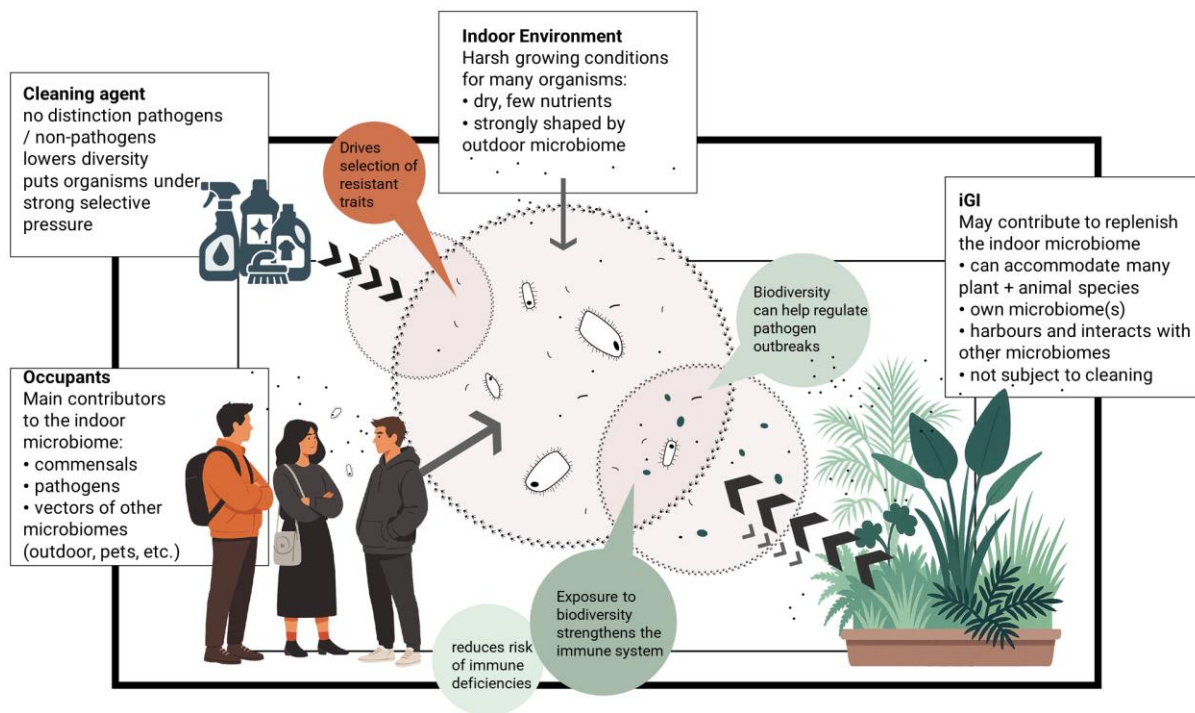 Indoor Environment
Harsh growing conditions
for many organisms:
• dry, few nutrients
• strongly shaped by
outdoor microbiome
Cleaning agent
no distinction pathogens
/ non-pathogens
lowers diversity
puts organisms under
strong selective
pressure
Drives
selection of
resistant
traits
iGI
May contribute to replenish
the indoor microbiome
• can accommodate many
plant + animal species
• own microbiome(s)
• harbours and interacts with
other microbiomes
• not subject to cleaning
Biodiversity
can help regulate
pathogen
outbreaks
Occupants
Main contributors
to the indoor
microbiome:
• commensals
• pathogens
• vectors of other
microbiomes
(outdoor, pets, etc.)
Exposure to
biodiversity
strengthens the
immune system
reduces risk
of immune
deficiencies